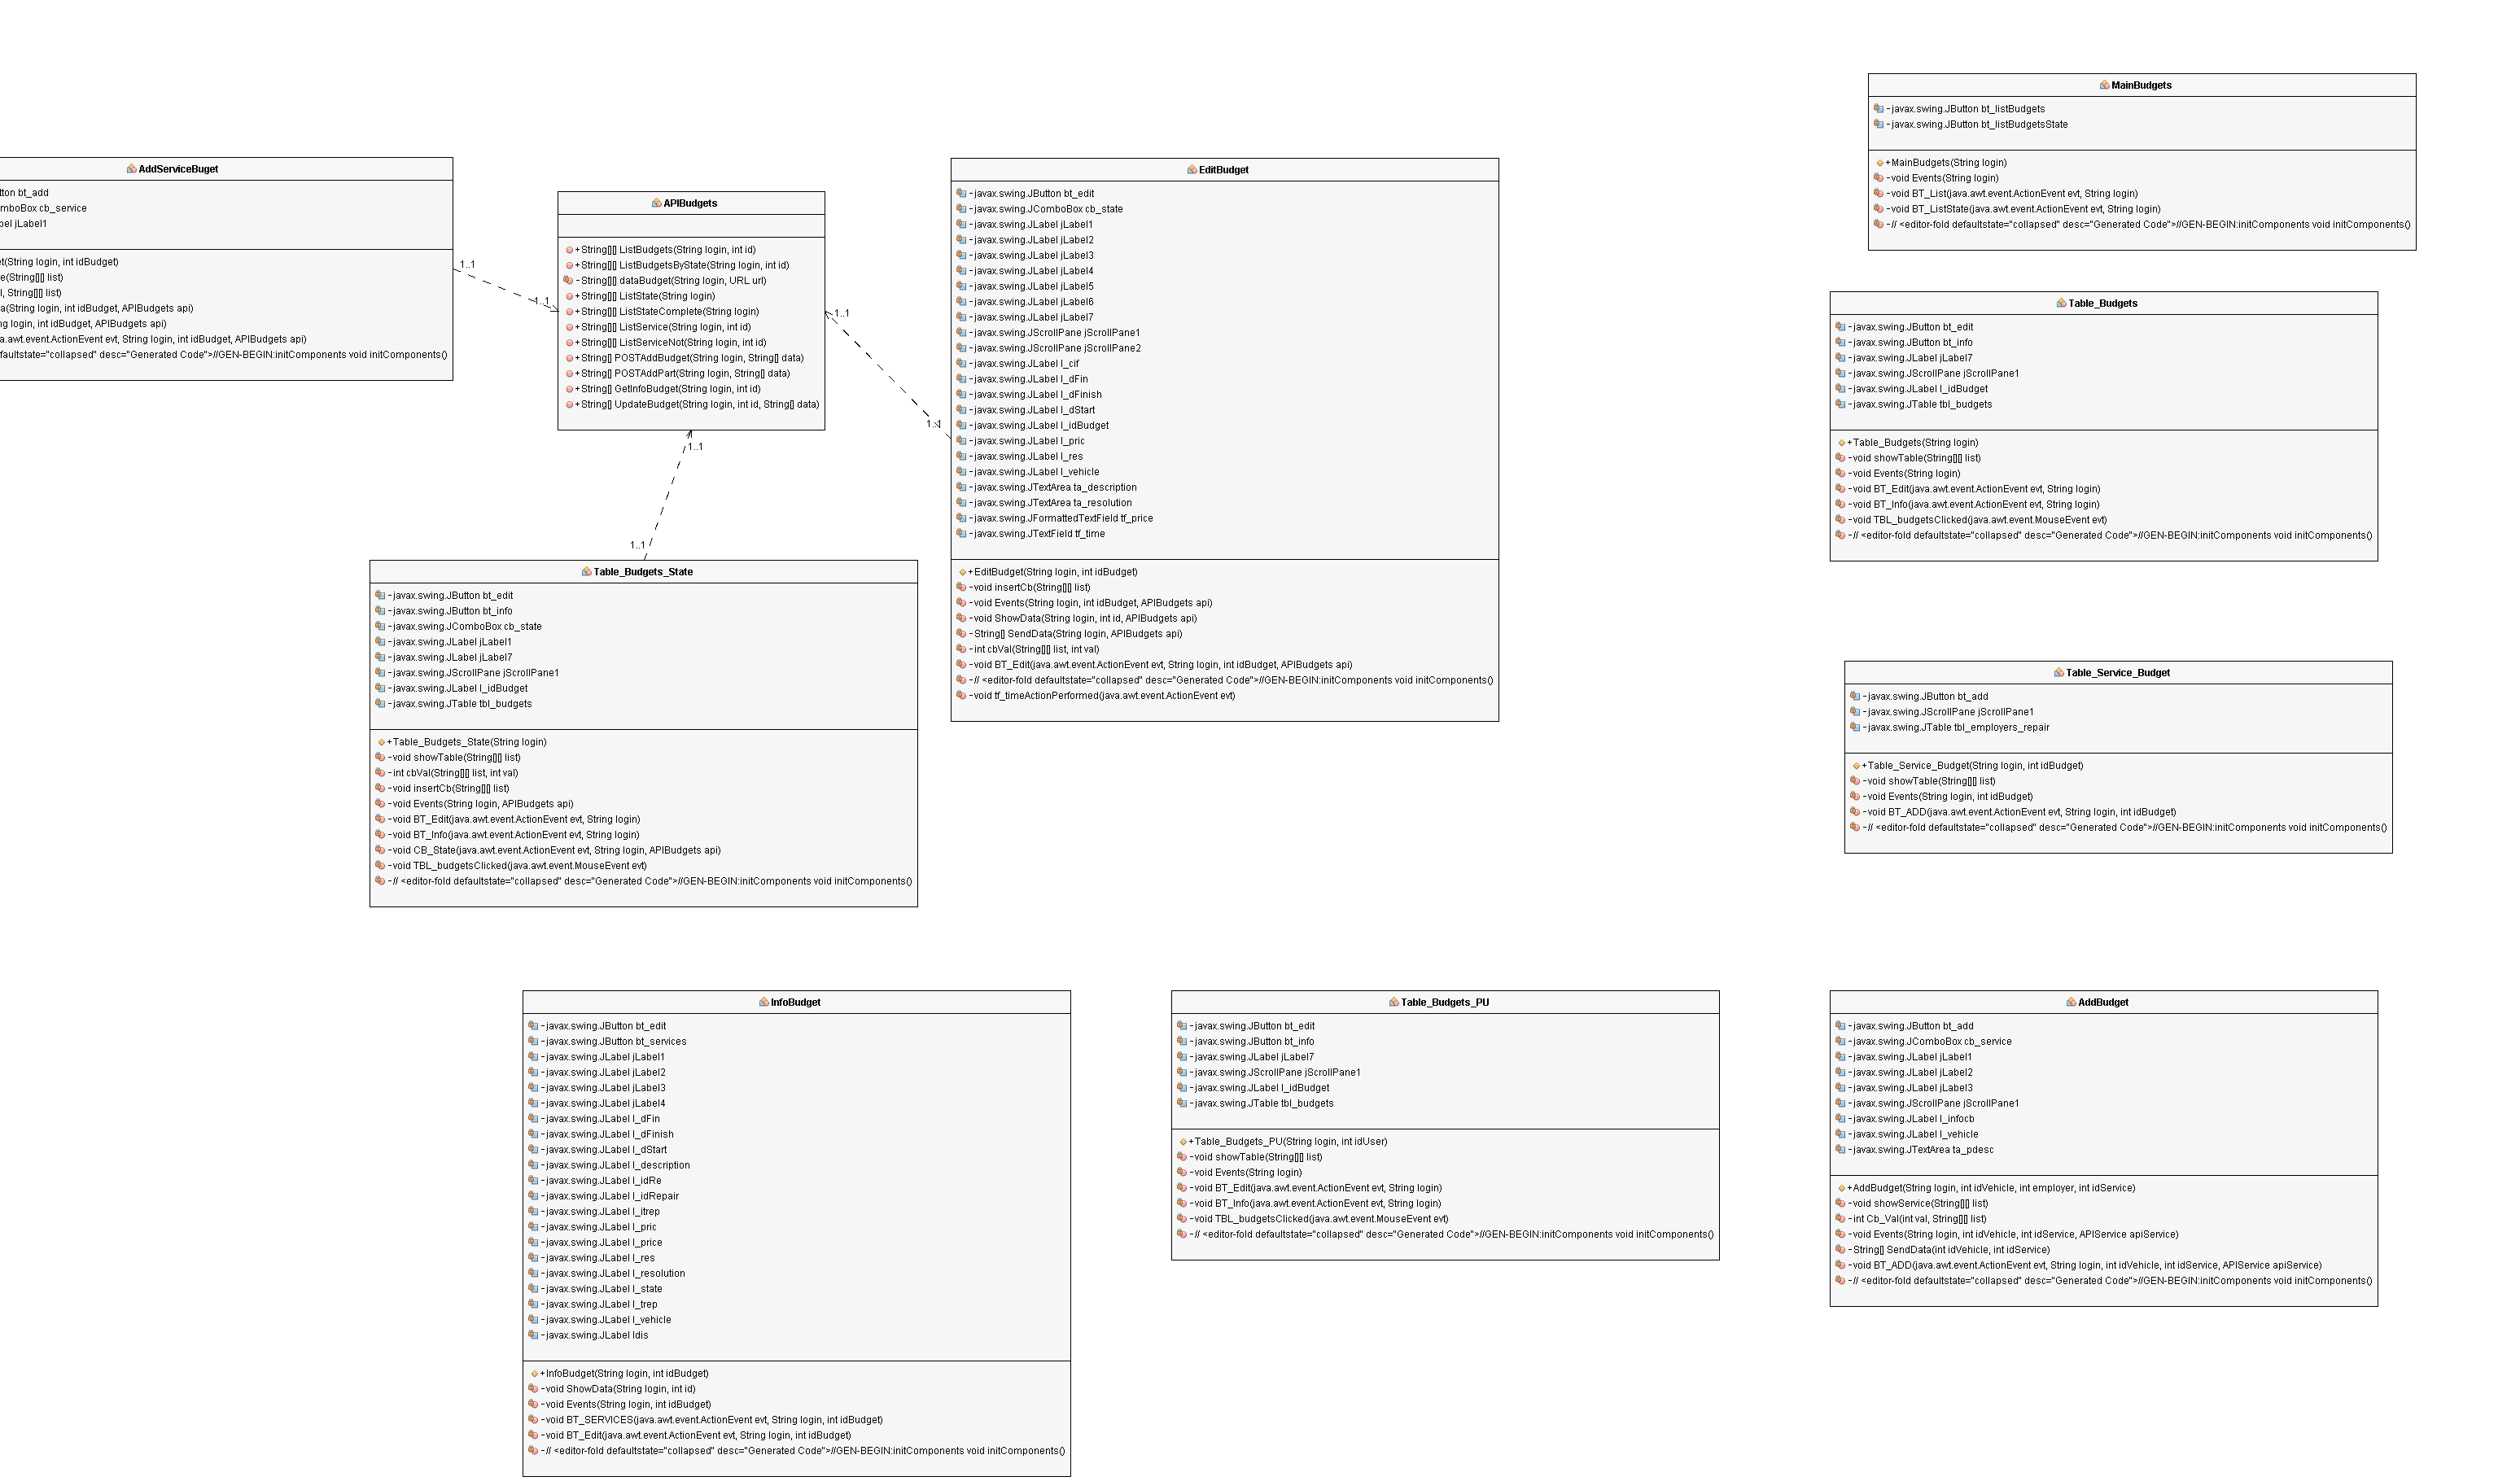 AddServiceBuget
tton bt_add
mboBox cb_service
bel jLabel1
et(String login, int idBudget)
e(String[][] list)
l, String[][] list)
a(String login, int idBudget, APIBudgets api)
ng login, int idBudget, APIBudgets api)
a.awt.event.ActionEvent evt, String login, int idBudget, APIBudgets api)
efaultstate="collapsed" desc="Generated Code">//GEN-BEGIN:initComponents void initComponents()
1..1
1..1
APIBudgets
+String[][] ListBudgets(String login, int id)
+String[][] ListBudgetsByState(String login, int id)
-String[][] dataBudget(String login, URL url)
+String[][] ListState(String login)
+String[][] ListStateComplete(String login)
+String[][] ListService(String login, int id)
+String[][] ListServiceNot(String login, int id)
+String[] POSTAddBudget(String login, String[] data)
+String[] POSTAddPart(String login, String[] data)
+String[] GetInfoBudget(String login, int id)
+String[] UpdateBudget(String login, int id, String[] data)
1..1
1..1
1..1
1..1
EditBudget
-javax.swing.JButton bt_edit
-javax.swing.JComboBox cb_state
-javax.swing.JLabel jLabel1
-javax.swing.JLabel jLabel2
-javax.swing.JLabel jLabel3
-javax.swing.JLabel jLabel4
-javax.swing.JLabel jLabel5
-javax.swing.JLabel jLabel6
-javax.swing.JLabel jLabel7
-javax.swing.JScrollPane jScrollPane1
-javax.swing.JScrollPane jScrollPane2
-javax.swing.JLabel l_cif
-javax.swing.JLabel l_dFin
-javax.swing.JLabel l_dFinish
-javax.swing.JLabel l_dStart
-javax.swing.JLabel l_idBudget
-javax.swing.JLabel l_pric
-javax.swing.JLabel l_res
-javax.swing.JLabel l_vehicle
-javax.swing.JTextArea ta_description
-javax.swing.JTextArea ta_resolution
-javax.swing.JFormattedTextField tf_price
-javax.swing.JTextField tf_time
+EditBudget(String login, int idBudget)
-void insertCb(String[][] list)
-void Events(String login, int idBudget, APIBudgets api)
-void ShowData(String login, int id, APIBudgets api)
-String[] SendData(String login, APIBudgets api)
-int cbVal(String[][] list, int val)
-void BT_Edit(java.awt.event.ActionEvent evt, String login, int idBudget, APIBudgets api)
-// <editor-fold defaultstate="collapsed" desc="Generated Code">//GEN-BEGIN:initComponents void initComponents()
-void tf_timeActionPerformed(java.awt.event.ActionEvent evt)
MainBudgets
-javax.swing.JButton bt_listBudgets
-javax.swing.JButton bt_listBudgetsState
+MainBudgets(String login)
-void Events(String login)
-void BT_List(java.awt.event.ActionEvent evt, String login)
-void BT_ListState(java.awt.event.ActionEvent evt, String login)
-// <editor-fold defaultstate="collapsed" desc="Generated Code">//GEN-BEGIN:initComponents void initComponents()
Table_Budgets
-javax.swing.JButton bt_edit
-javax.swing.JButton bt_info
-javax.swing.JLabel jLabel7
-javax.swing.JScrollPane jScrollPane1
-javax.swing.JLabel l_idBudget
-javax.swing.JTable tbl_budgets
+Table_Budgets(String login)
-void showTable(String[][] list)
-void Events(String login)
-void BT_Edit(java.awt.event.ActionEvent evt, String login)
-void BT_Info(java.awt.event.ActionEvent evt, String login)
-void TBL_budgetsClicked(java.awt.event.MouseEvent evt)
-// <editor-fold defaultstate="collapsed" desc="Generated Code">//GEN-BEGIN:initComponents void initComponents()
Table_Budgets_State
-javax.swing.JButton bt_edit
-javax.swing.JButton bt_info
-javax.swing.JComboBox cb_state
-javax.swing.JLabel jLabel1
-javax.swing.JLabel jLabel7
-javax.swing.JScrollPane jScrollPane1
-javax.swing.JLabel l_idBudget
-javax.swing.JTable tbl_budgets
+Table_Budgets_State(String login)
-void showTable(String[][] list)
-int cbVal(String[][] list, int val)
-void insertCb(String[][] list)
-void Events(String login, APIBudgets api)
-void BT_Edit(java.awt.event.ActionEvent evt, String login)
-void BT_Info(java.awt.event.ActionEvent evt, String login)
-void CB_State(java.awt.event.ActionEvent evt, String login, APIBudgets api)
-void TBL_budgetsClicked(java.awt.event.MouseEvent evt)
-// <editor-fold defaultstate="collapsed" desc="Generated Code">//GEN-BEGIN:initComponents void initComponents()
Table_Service_Budget
-javax.swing.JButton bt_add
-javax.swing.JScrollPane jScrollPane1
-javax.swing.JTable tbl_employers_repair
+Table_Service_Budget(String login, int idBudget)
-void showTable(String[][] list)
-void Events(String login, int idBudget)
-void BT_ADD(java.awt.event.ActionEvent evt, String login, int idBudget)
-// <editor-fold defaultstate="collapsed" desc="Generated Code">//GEN-BEGIN:initComponents void initComponents()
InfoBudget
-javax.swing.JButton bt_edit
-javax.swing.JButton bt_services
-javax.swing.JLabel jLabel1
-javax.swing.JLabel jLabel2
-javax.swing.JLabel jLabel3
-javax.swing.JLabel jLabel4
-javax.swing.JLabel l_dFin
-javax.swing.JLabel l_dFinish
-javax.swing.JLabel l_dStart
-javax.swing.JLabel l_description
-javax.swing.JLabel l_idRe
-javax.swing.JLabel l_idRepair
-javax.swing.JLabel l_itrep
-javax.swing.JLabel l_pric
-javax.swing.JLabel l_price
-javax.swing.JLabel l_res
-javax.swing.JLabel l_resolution
-javax.swing.JLabel l_state
-javax.swing.JLabel l_trep
-javax.swing.JLabel l_vehicle
-javax.swing.JLabel ldis
+InfoBudget(String login, int idBudget)
-void ShowData(String login, int id)
-void Events(String login, int idBudget)
-void BT_SERVICES(java.awt.event.ActionEvent evt, String login, int idBudget)
-void BT_Edit(java.awt.event.ActionEvent evt, String login, int idBudget)
-// <editor-fold defaultstate="collapsed" desc="Generated Code">//GEN-BEGIN:initComponents void initComponents()
Table_Budgets_PU
-javax.swing.JButton bt_edit
-javax.swing.JButton bt_info
-javax.swing.JLabel jLabel7
-javax.swing.JScrollPane jScrollPane1
-javax.swing.JLabel l_idBudget
-javax.swing.JTable tbl_budgets
+Table_Budgets_PU(String login, int idUser)
-void showTable(String[][] list)
-void Events(String login)
-void BT_Edit(java.awt.event.ActionEvent evt, String login)
-void BT_Info(java.awt.event.ActionEvent evt, String login)
-void TBL_budgetsClicked(java.awt.event.MouseEvent evt)
-// <editor-fold defaultstate="collapsed" desc="Generated Code">//GEN-BEGIN:initComponents void initComponents()
AddBudget
-javax.swing.JButton bt_add
-javax.swing.JComboBox cb_service
-javax.swing.JLabel jLabel1
-javax.swing.JLabel jLabel2
-javax.swing.JLabel jLabel3
-javax.swing.JScrollPane jScrollPane1
-javax.swing.JLabel l_infocb
-javax.swing.JLabel l_vehicle
-javax.swing.JTextArea ta_pdesc
+AddBudget(String login, int idVehicle, int employer, int idService)
-void showService(String[][] list)
-int Cb_Val(int val, String[][] list)
-void Events(String login, int idVehicle, int idService, APIService apiService)
-String[] SendData(int idVehicle, int idService)
-void BT_ADD(java.awt.event.ActionEvent evt, String login, int idVehicle, int idService, APIService apiService)
-// <editor-fold defaultstate="collapsed" desc="Generated Code">//GEN-BEGIN:initComponents void initComponents()